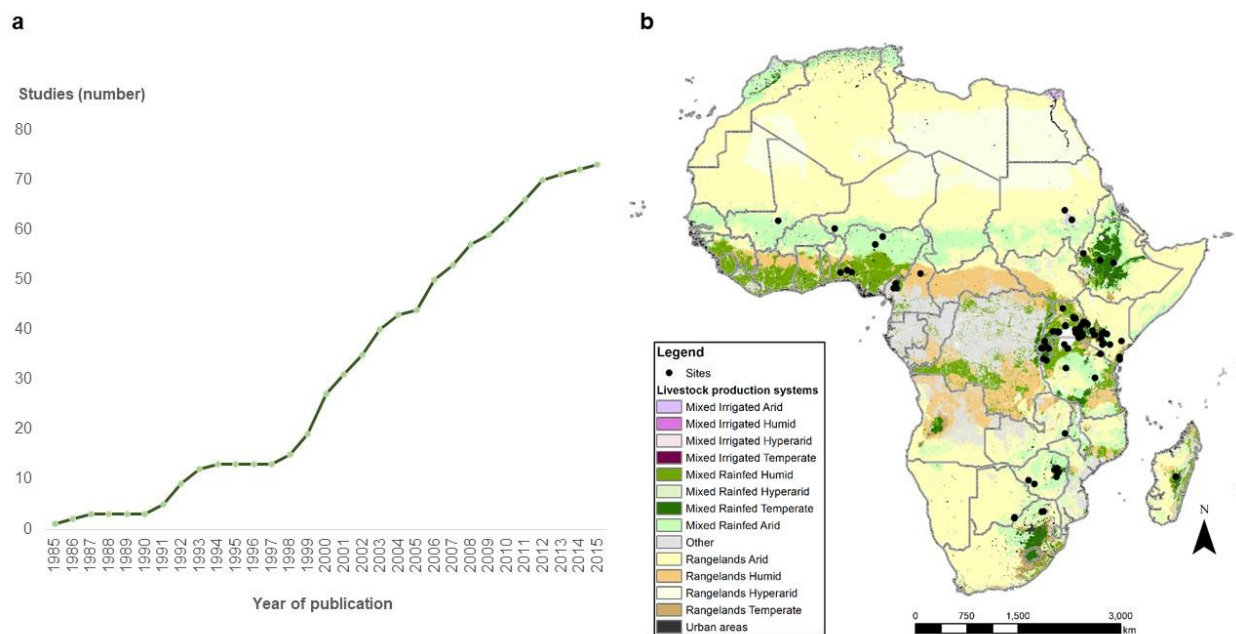 a
Studies (number)
80
70
60
50
40
30
20
10
0
1985
1986
1987
1988
1989
1990
1991
1992
1993
1994
1995
1996
1997
1998
1999
2000
2001
2002
2003
2004
2005
2006
2007
2008
2009
2010
2011
2012
2013
2014
2015
Year of publication
b
Legend
Sites
Livestock production systems
Mixed Irrigated Arid
Mixed Irrigated Humid
Mixed Irrigated Hyperarid
Mixed Irrigated Temperate
Mixed Rainfed Humid
Mixed Rainfed Hyperarid
Mixed Rainfed Temperate
Mixed Rainfed Arid
Other
Rangelands Arid
Rangelands Humid
Rangelands Hyperarid
Rangelands Temperate
Urban areas
N
0 750 1,500 3,000
km